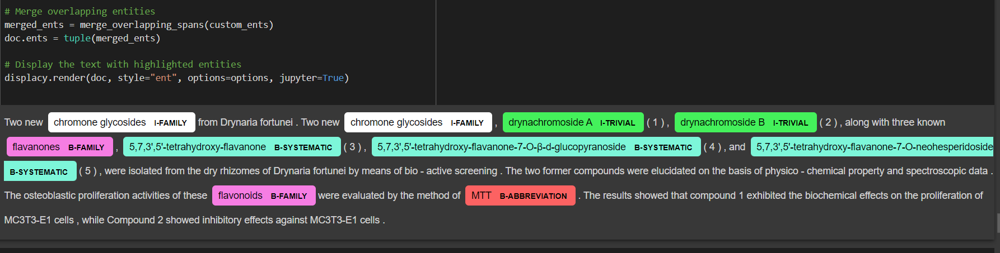 # Merge overlapping entities
merged_ents = merge_overlapping_spans(custom_ents)
doc.ents = tuple(merged_ents)
# Display the text with highlighted entities
displacy.render(doc, style="ent", options=options, jupyter=True)
Two new chromone glycosides I-FAMILY from Drynaria fortunei . Two new chromone glycosides I-FAMILY , drynachromoside A I-TRIVIAL ( 1 ) , drynachromoside B I-TRIVIAL ( 2 ) , along with three known
flavanones B-FAMILY , 5,7,3',5'-tetrahydroxy-flavanone B-SYSTEMATIC ( 3 ) , 5,7,3',5'-tetrahydroxy-flavanone-7-O-β-d-glucopyranoside B-SYSTEMATIC ( 4 ) , and 5,7,3',5'-tetrahydroxy-flavanone-7-O-neohesperidoside
B-SYSTEMATIC ( 5 ) , were isolated from the dry rhizomes of Drynaria fortunei by means of bio - active screening . The two former compounds were elucidated on the basis of physico - chemical property and spectroscopic data .
The osteoblastic proliferation activities of these flavonoids B-FAMILY were evaluated by the method of MTT B-ABBREVIATION . The results showed that compound 1 exhibited the biochemical effects on the proliferation of
MC3T3-E1 cells , while Compound 2 showed inhibitory effects against MC3T3-E1 cells .